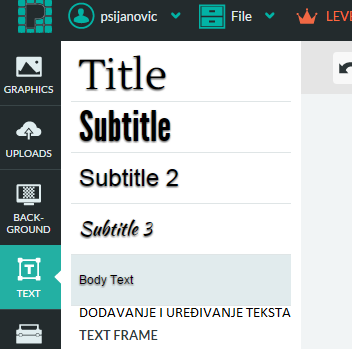 psijanovic
File
LEVE
GRAPHICS
UPLOADS
BACK-
GROUND
TEXT
Title
Subtitle
Subtitle 2
Subtitle 3
Body Text
DODAVANJE I UREĐIVANJE TEKSTA
TEXT FRAME